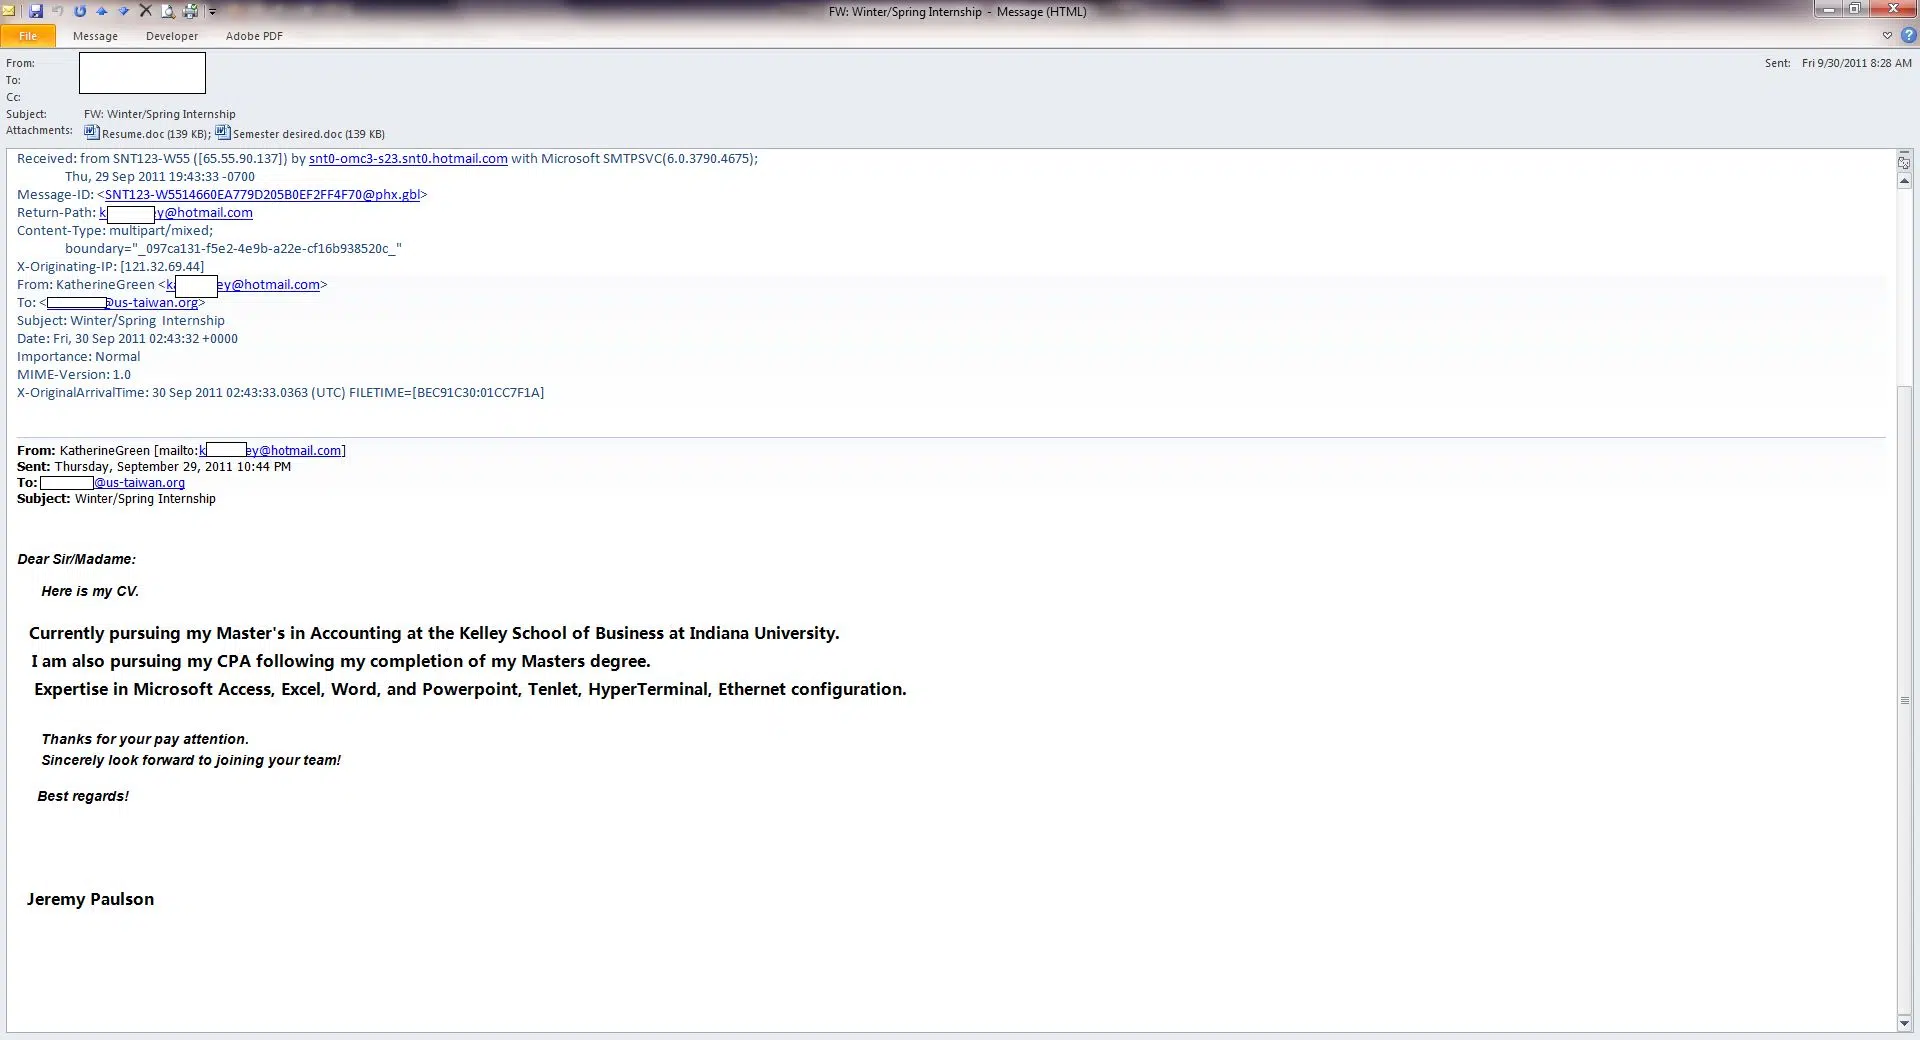 FW: Winter/Spring Internship - Message (HTML)
File Message Developer Adobe PDF
From:
Sent: Fri 9/30/2011 8:28 AM
To:
Cc:
Subject: FW: Winter/Spring Internship
Attachments: Resume.doc (139 KB); Semester desired.doc (139 KB)
Received: from SNT123-W55 ([65.55.90.137]) by snt0-omc3-s23.snt0.hotmail.com with Microsoft SMTPSVC(6.0.3790.4675);
Thu, 29 Sep 2011 19:43:33 -0700
Message-ID: <SNT123-W5514660EA779D205B0EF2FF4F70@phx.gbl>
Return-Path: k y@hotmail.com
Content-Type: multipart/mixed;
boundary="_097ca131-f5e2-4e9b-a22e-cf16b938520c_"
X-Originating-IP: [121.32.69.44]
From: KatherineGreen <ka ey@hotmail.com>
To: < @us-taiwan.org>
Subject: Winter/Spring Internship
Date: Fri, 30 Sep 2011 02:43:32 +0000
Importance: Normal
MIME-Version: 1.0
X-OriginalArrivalTime: 30 Sep 2011 02:43:33.0363 (UTC) FILETIME=[BEC91C30:01CC7F1A]
From: KatherineGreen [mailto:k ey@hotmail.com]
Sent: Thursday, September 29, 2011 10:44 PM
To: @us-taiwan.org
Subject: Winter/Spring Internship
Dear Sir/Madame:
Here is my CV.
Currently pursuing my Master's in Accounting at the Kelley School of Business at Indiana University.
I am also pursuing my CPA following my completion of my Masters degree.
Expertise in Microsoft Access, Excel, Word, and Powerpoint, Tenlet, HyperTerminal, Ethernet configuration.
Thanks for your pay attention.
Sincerely look forward to joining your team!
Best regards!
Jeremy Paulson